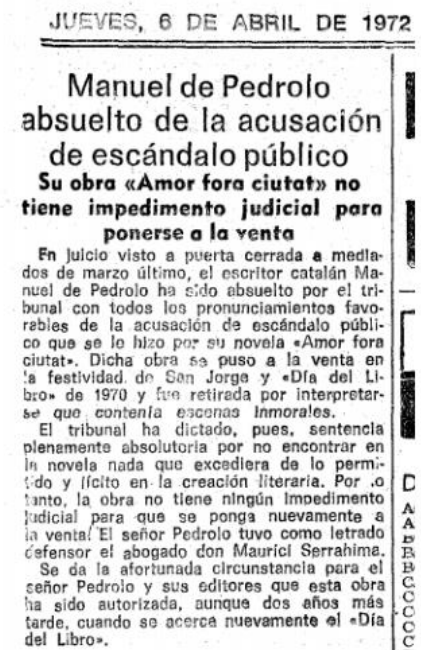 JUEVES, 6 DE ABRIL DE 1972
Manuel de Pedrolo
absuelto de la acusación
de escándalo público
Su obra «Amor fora ciutat» no
tiene impedimento judicial para
ponerse a la venta
En juicio visto a puerta cerrada a media-
dos de marzo último, el escritor catalán Ma-
nuel de Pedrolo ha sido absuelto por el tri-
bunal con todos los pronunciamientos favo-
rables de la acusación de escándalo públi-
co que se lo hizo por su novela «Amor fora
ciutat». Dicha obra se puso a la venta en
la festividad de San Jorge y «Día del Li-
bro» de 1970 y fue retirada por interpretar-
se que contenía escenas inmorales.
El tribunal ha dictado, pues, sentencia
plenamente absolutoria por no encontrar en
la novela nada que excediera de lo permi-
tido y lícito en la creación literaria. Por lo
tanto, la obra no tiene ningún impedimento
judicial para que se ponga nuevamente a
la venta. El señor Pedrolo tuvo como letrado
defensor el abogado don Maurici Serrahima.
Se da la afortunada circunstancia para el
señor Pedrolo y sus editores que esta obra
ha sido autorizada, aunque dos años más
tarde, cuando se acerca nuevamente el «Día
del Libro».